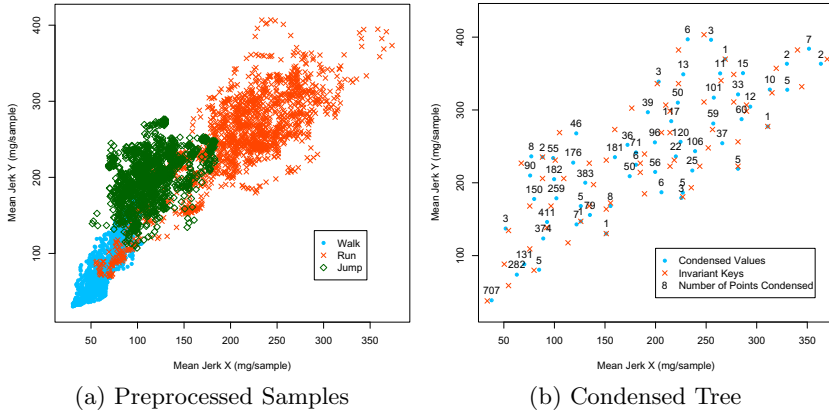 Mean Jerk Y (mg/sample)
400
300
200
100
50 100 150 200 250 300 350
Mean Jerk X (mg/sample)
Walk
Run
Jump
(a) Preprocessed Samples
Mean Jerk Y (mg/sample)
400
300
200
100
6 3 7
1
13 11 15 2 2
3 101 33 10 5
50 12
39 117 59 60 1
46
36 96 120 37
8 2 55 176 181 71 22 106
90 182 383 50 6 56 25 5
150 259 5 8 6 5
3
3 411 1 79
374 7 1
131
282 5
707
Condensed Values
Invariant Keys
8 Number of Points Condensed
50 100 150 200 250 300 350
Mean Jerk X (mg/sample)
(b) Condensed Tree